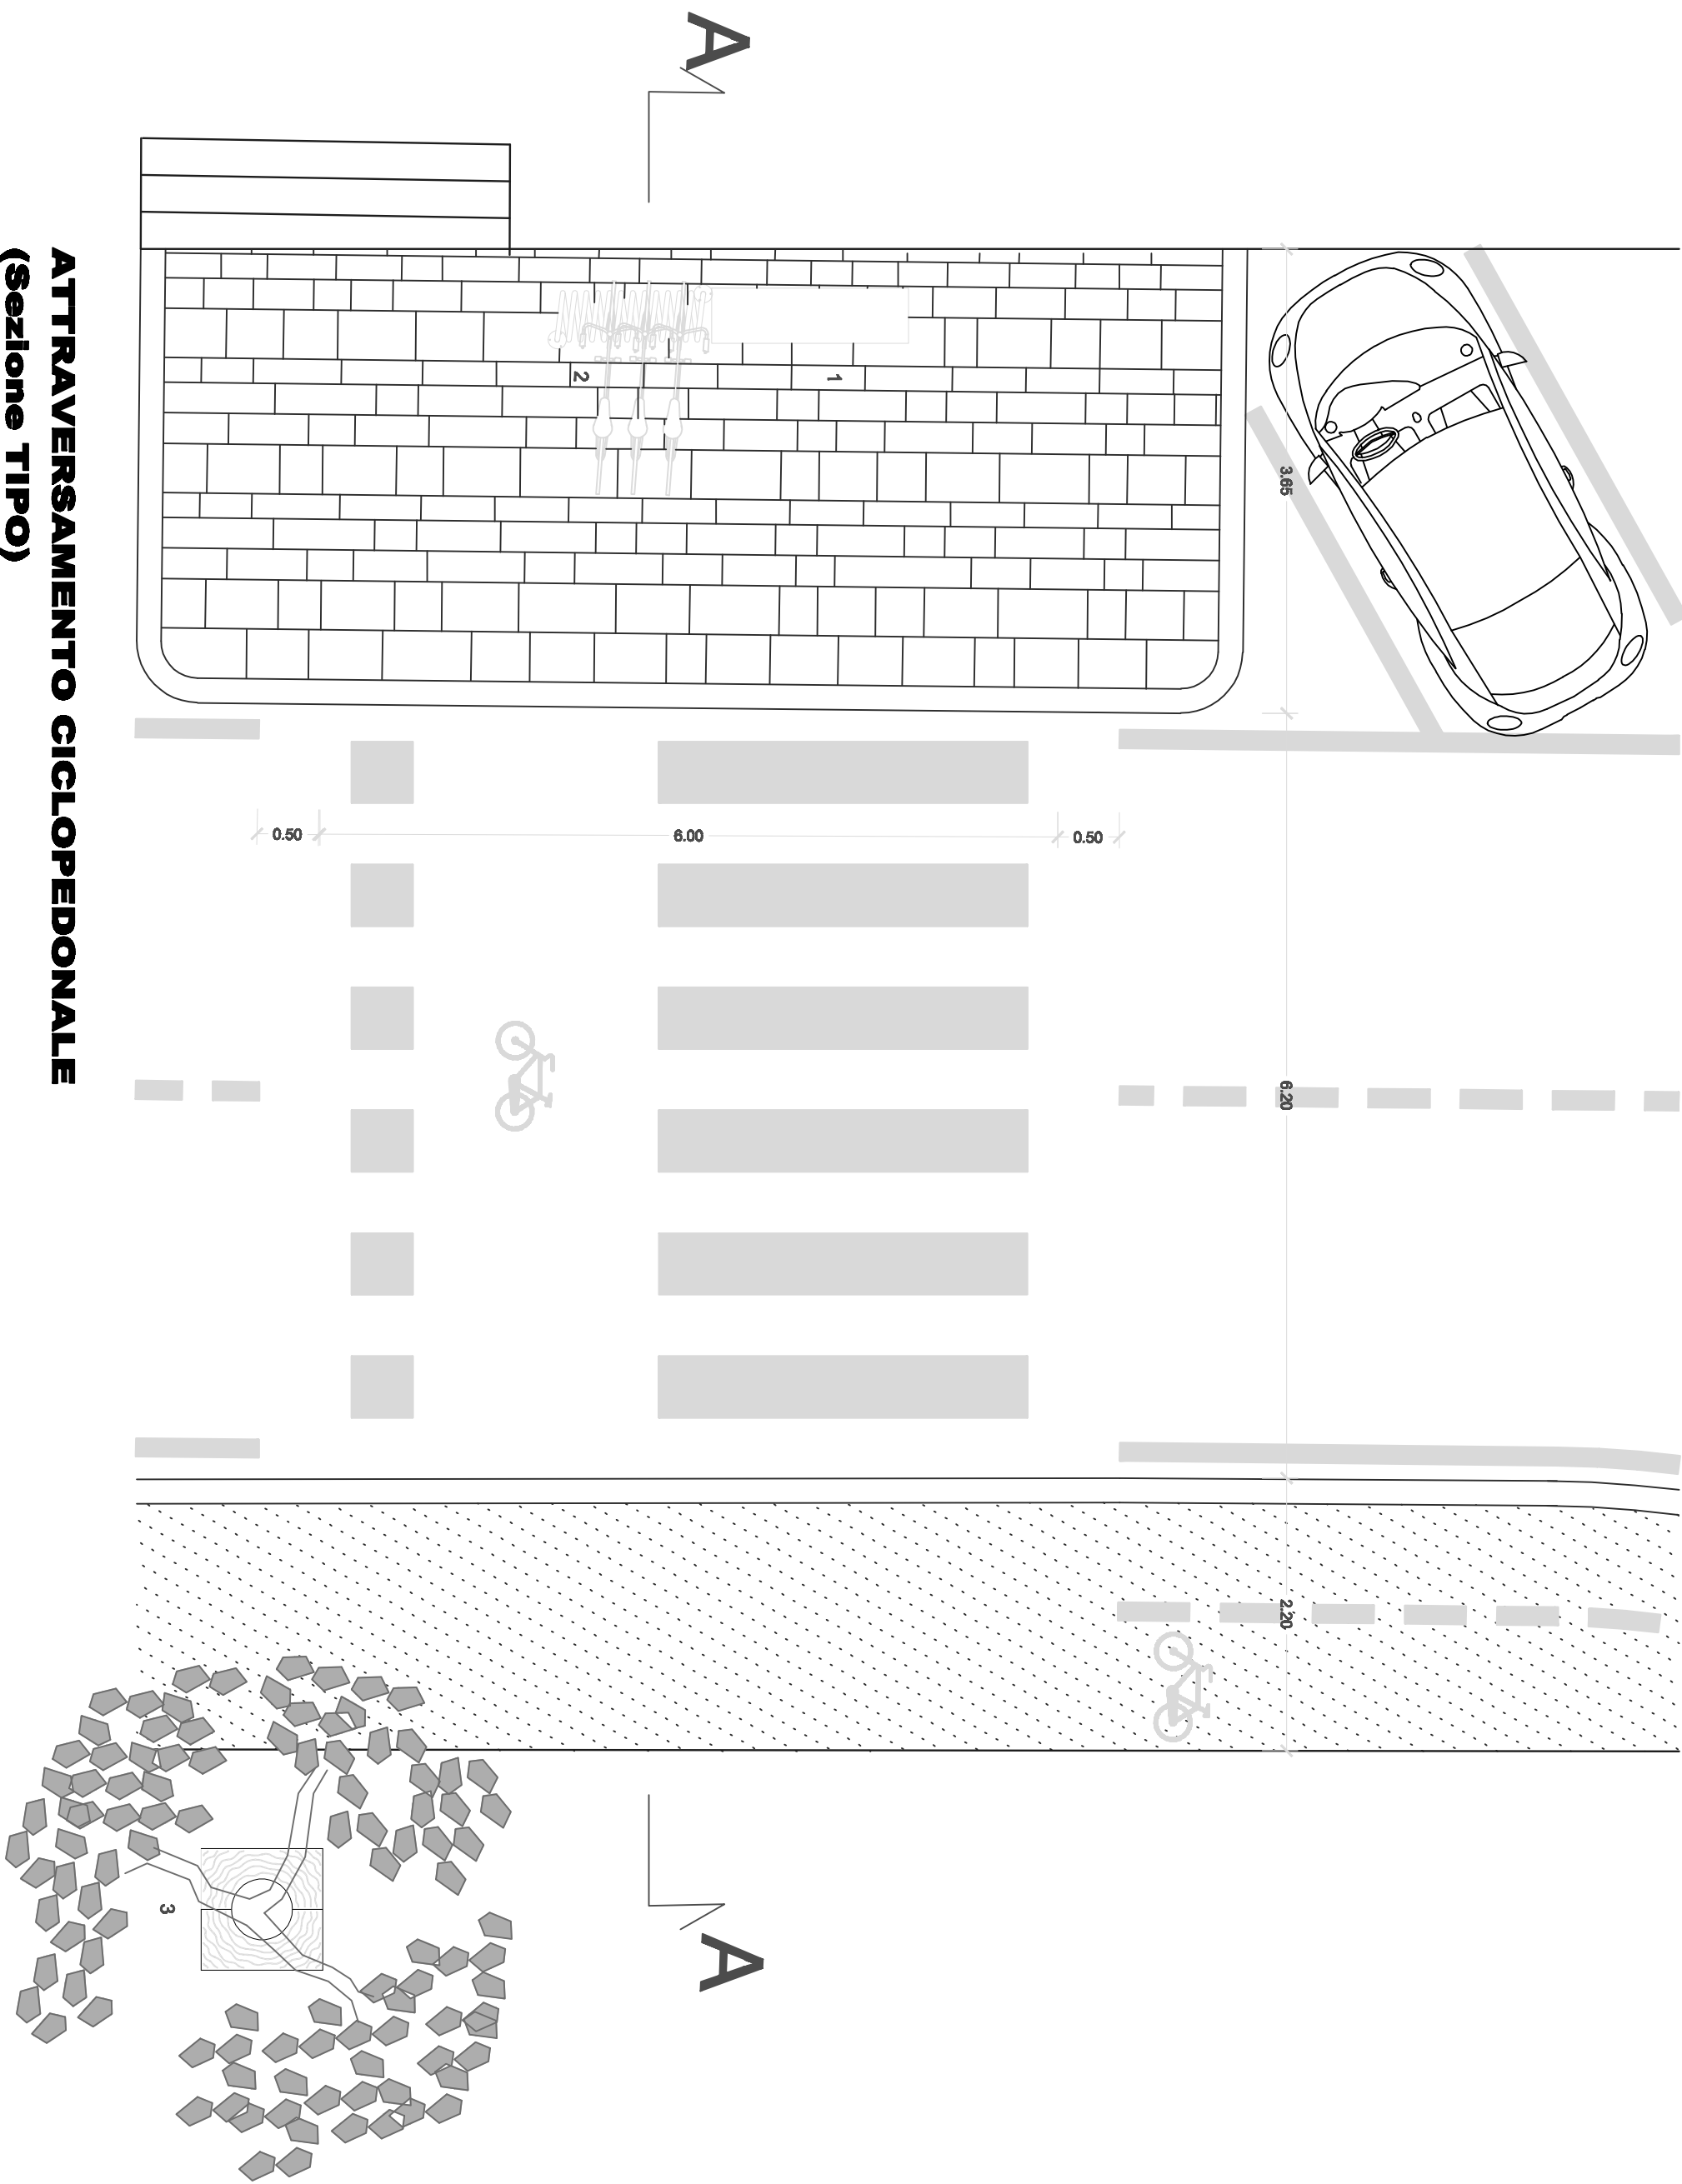 A
2
1
3.65
0.50
6.00
0.50
6.20
2.20
3
A
ATTRAVERSAMENTO CICLOPEDONALE
(Sezione TIPO)